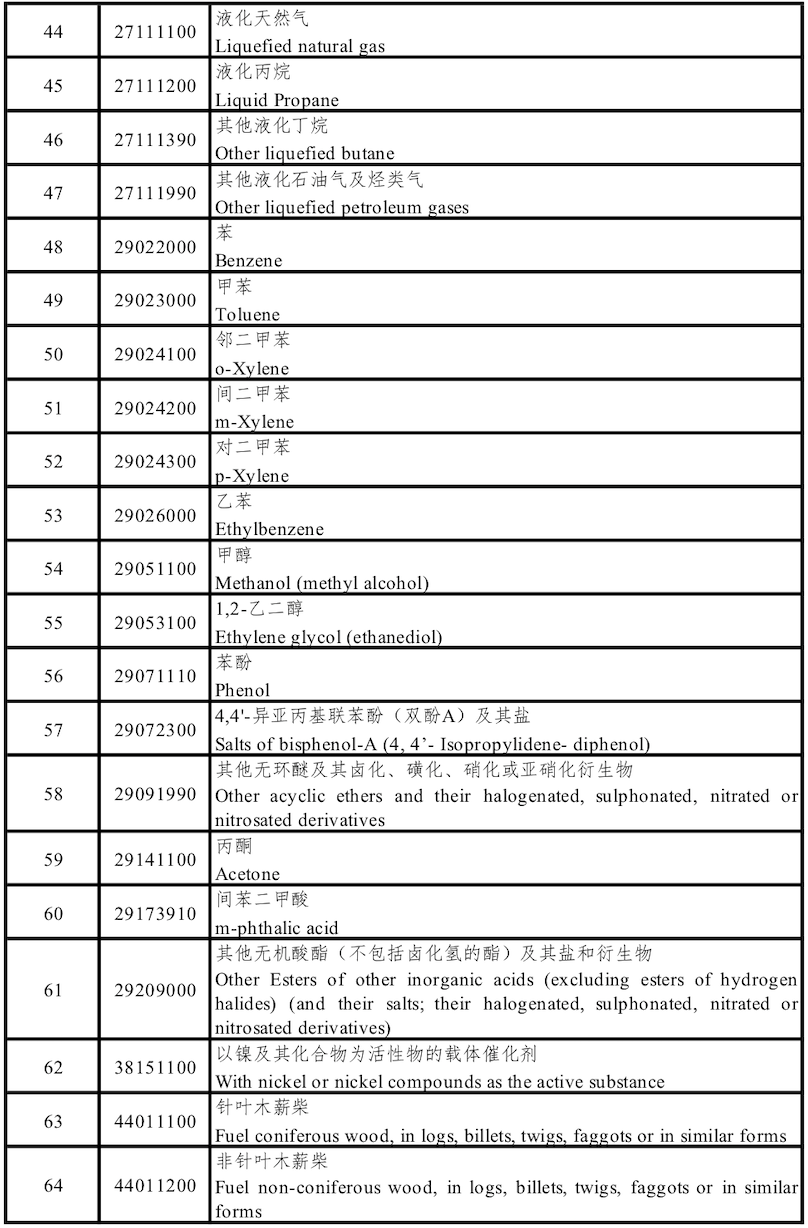 44 27111100 液化天然气
Liquefied natural gas
45 27111200 液化丙烷
Liquid Propane
46 27111390 其他液化丁烷
Other liquefied butane
47 27111990 其他液化石油气及烃类气
Other liquefied petroleum gases
48 29022000 苯
Benzene
49 29023000 甲苯
Toluene
50 29024100 邻二甲苯
o-Xylene
51 29024200 间二甲苯
m-Xylene
52 29024300 对二甲苯
p-Xylene
53 29026000 乙苯
Ethylbenzene
54 29051100 甲醇
Methanol (methyl alcohol)
55 29053100 1,2-乙二醇
Ethylene glycol (ethanediol)
56 29071110 苯酚
Phenol
57 29072300 4,4'-异亚丙基联苯酚（双酚A）及其盐
Salts of bisphenol-A (4, 4’- Isopropylidene- diphenol)
58 29091990 其他无环醚及其卤化、磺化、硝化或亚硝化衍生物
Other acyclic ethers and their halogenated, sulphonated, nitrated or
nitrosated derivatives
59 29141100 丙酮
Acetone
60 29173910 间苯二甲酸
m-phthalic acid
61 29209000 其他无机酸酯（不包括卤化氢的酯）及其盐和衍生物
Other Esters of other inorganic acids (excluding esters of hydrogen
halides) (and their salts; their halogenated, sulphonated, nitrated or
nitrosated derivatives)
62 38151100 以镍及其化合物为活性物的载体催化剂
With nickel or nickel compounds as the active substance
63 44011100 针叶木薪柴
Fuel coniferous wood, in logs, billets, twigs, faggots or in similar forms
64 44011200 非针叶木薪柴
Fuel non-coniferous wood, in logs, billets, twigs, faggots or in similar
forms